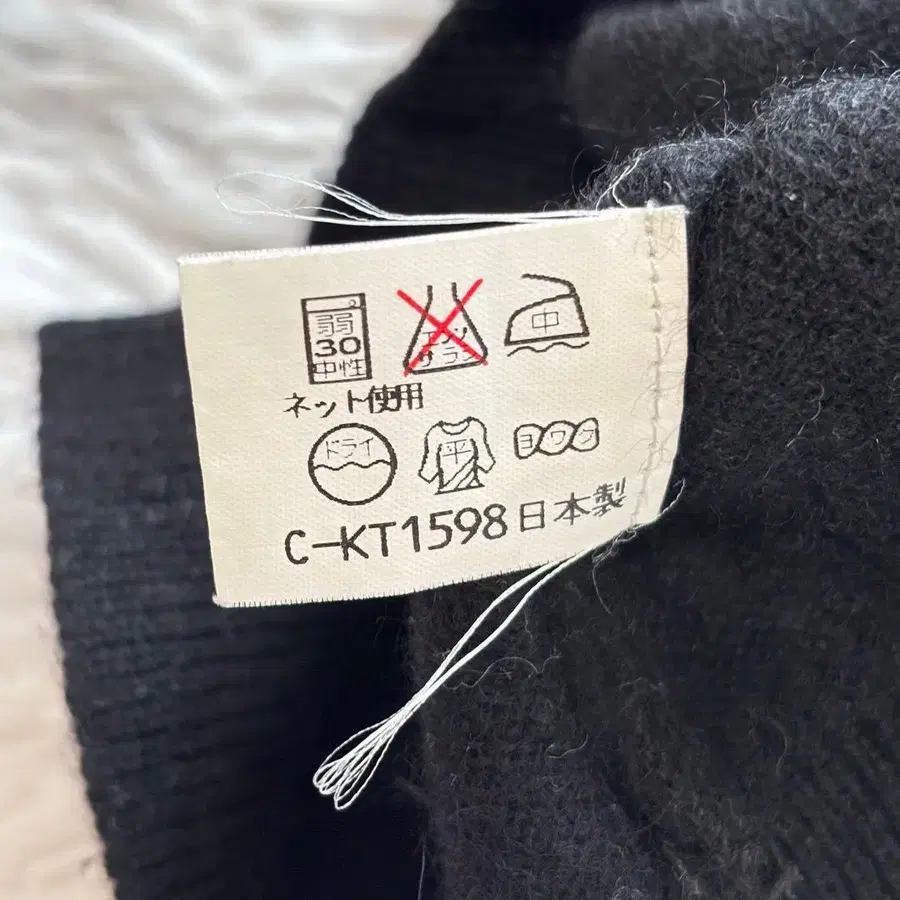 弱
30
中性
エンソ
サラシ
中
ネット使用
ドライ
平
ヨワク
C-KT1598日本製